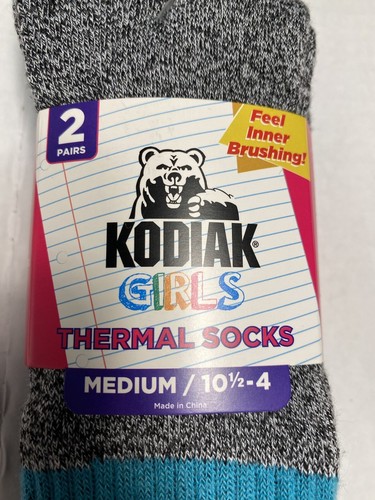 2
PAIRS
Feel
Inner
Brushing!
KODIAK®
GIRLS
THERMAL SOCKS
MEDIUM / 10½-4
Made in China